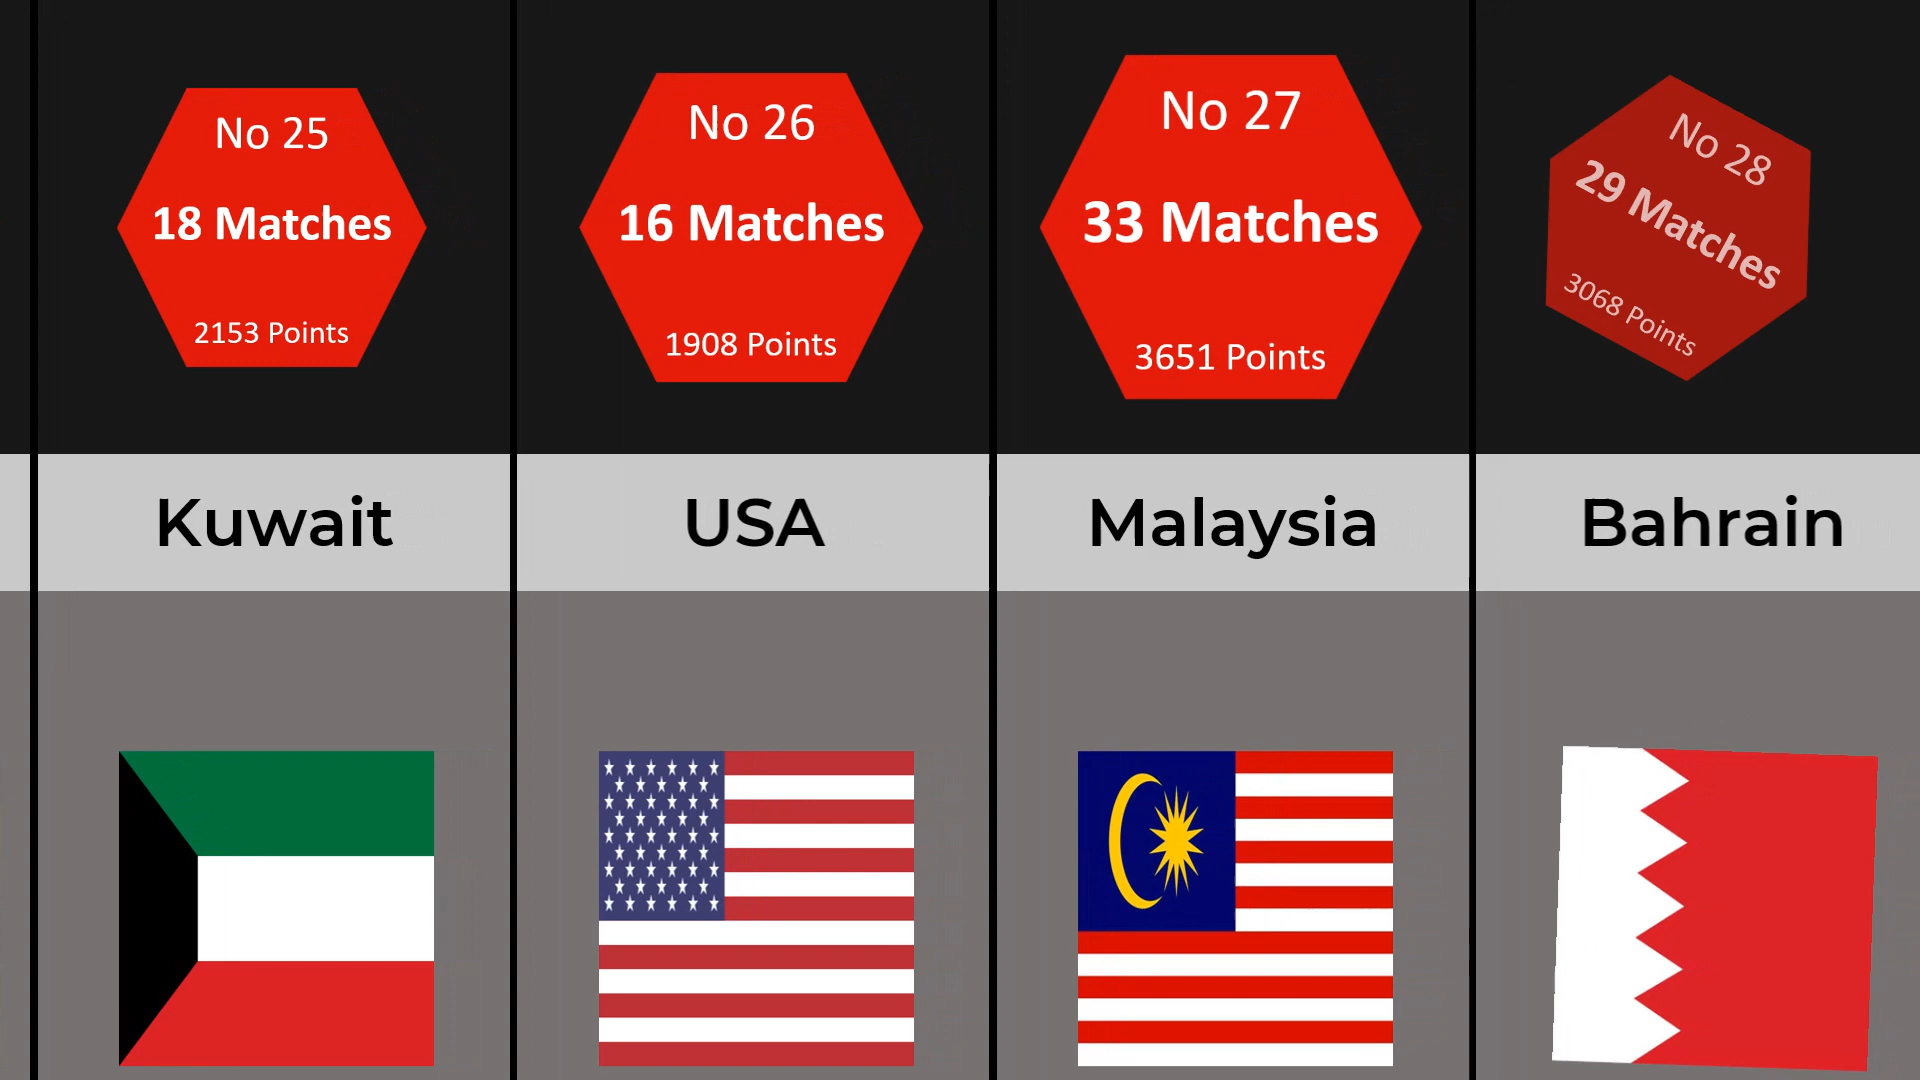 No 25
18 Matches
2153 Points
Kuwait
No 26
16 Matches
1908 Points
USA
No 27
33 Matches
3651 Points
Malaysia
No 28
29 Matches
3068 Points
Bahrain